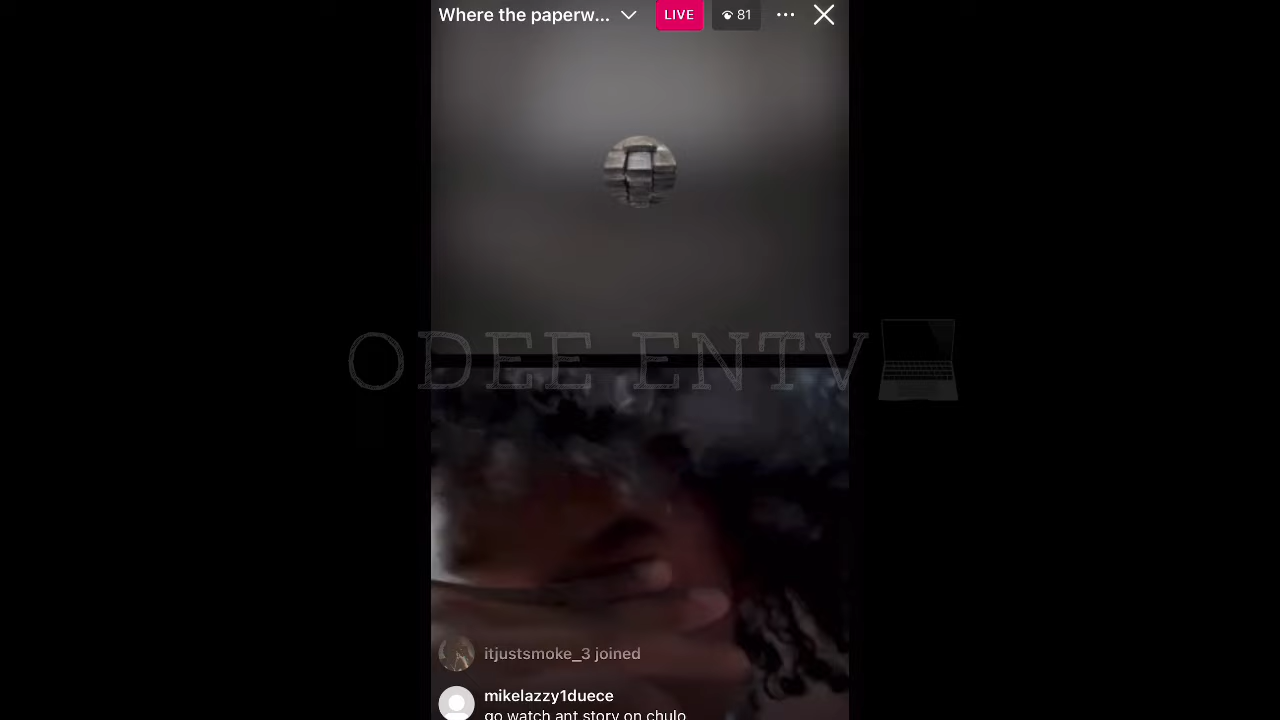 Where the paperw...
LIVE
81
ODEE ENTV
itjustsmoke_3 joined
mikelazzy1duece
go watch ant story on chulo